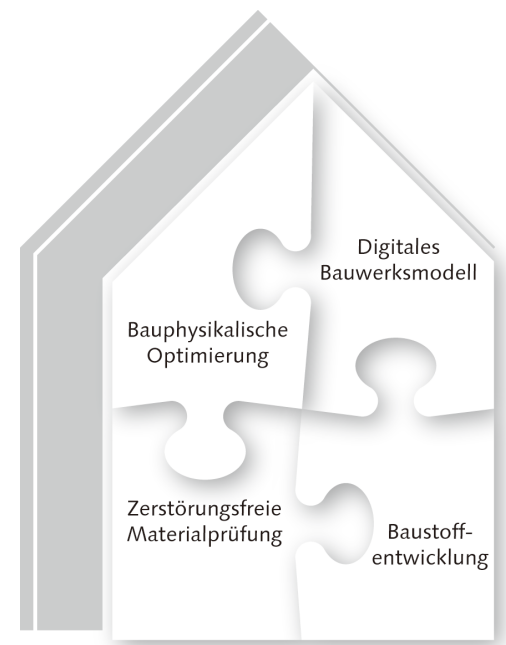 Digitales
Bauwerksmodell
Bauphysikalische
Optimierung
Zerstörungsfreie
Materialprüfung
Baustoff-
entwicklung